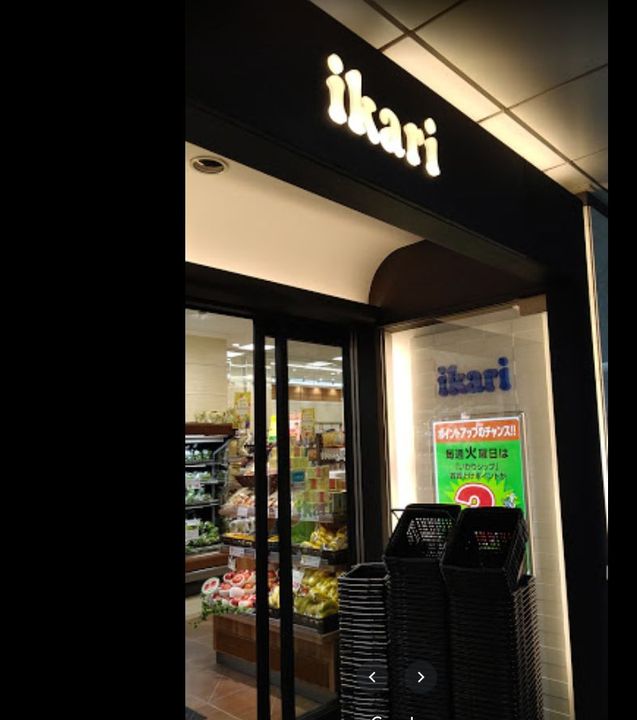 ikari
ikari
ポイントアップのチャンス!!
毎週火曜日は
「いかりシップ」